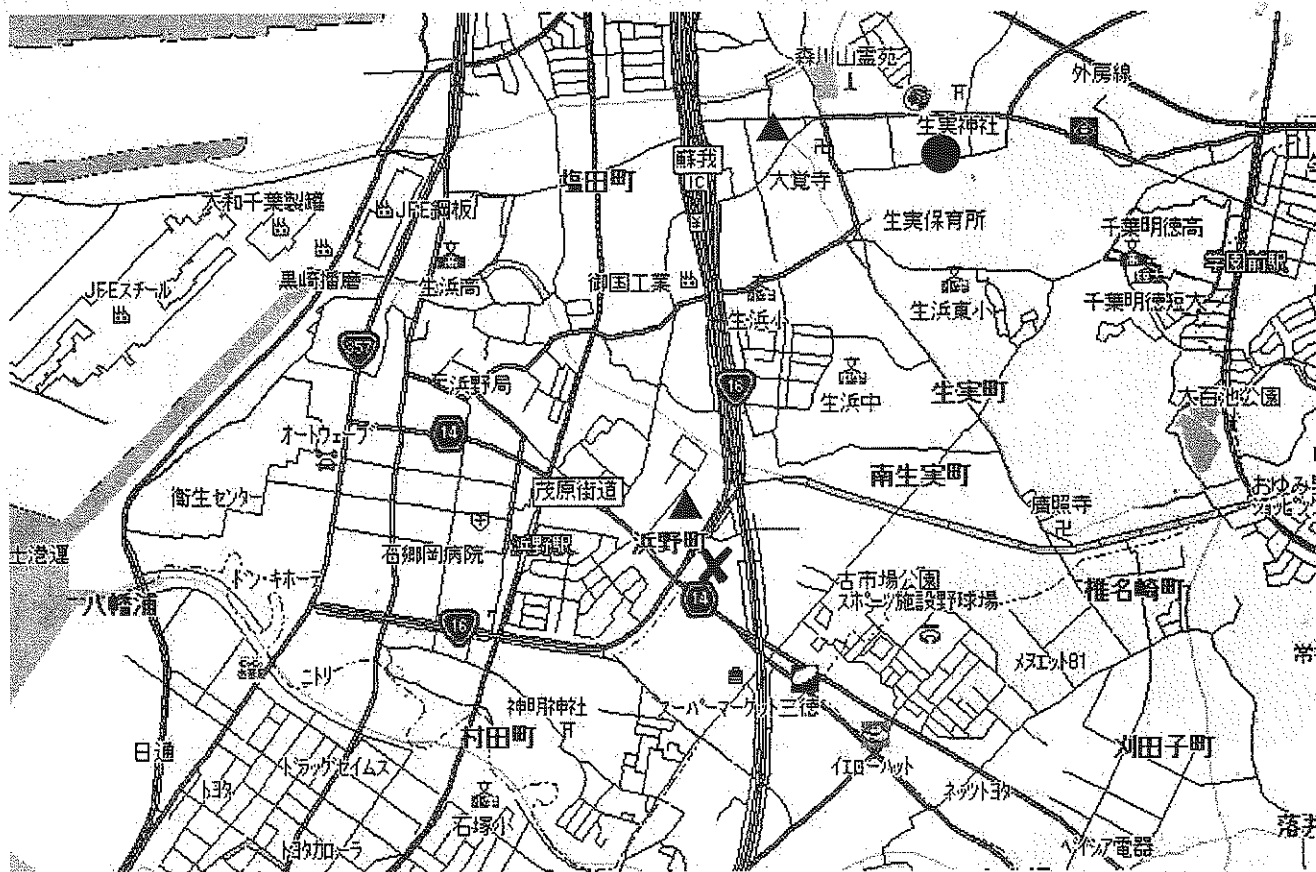 森川山霊苑
外房線
生実神社
蘇我
IC
塩田町
大覚寺
大和千葉製罐
JFE鋼板
生実保育所
千葉明徳高
学園前駅
黒崎播磨
生浜高
御国工業
JFEスチール
生浜小
生浜東小
千葉明徳短大
357
浜野局
16
生浜中
生実町
大百池公園
14
オートウェーブ
南生実町
茂原街道
衛生センター
廣照寺
おゆみ野
石郷岡病院
浜野駅
浜野町
ドン・キホーテ
古市場公園
スポーツ施設野球場
椎名崎町
八幡浦
14
16
メヌエット81
ニトリ
神明神社
スーパーマーケット三徳
村田町
日通
ドラッグセイムス
イエローハット
刈田子町
トヨタ
ネッツトヨタ
石塚小
トヨタカローラ
ベイシア電器